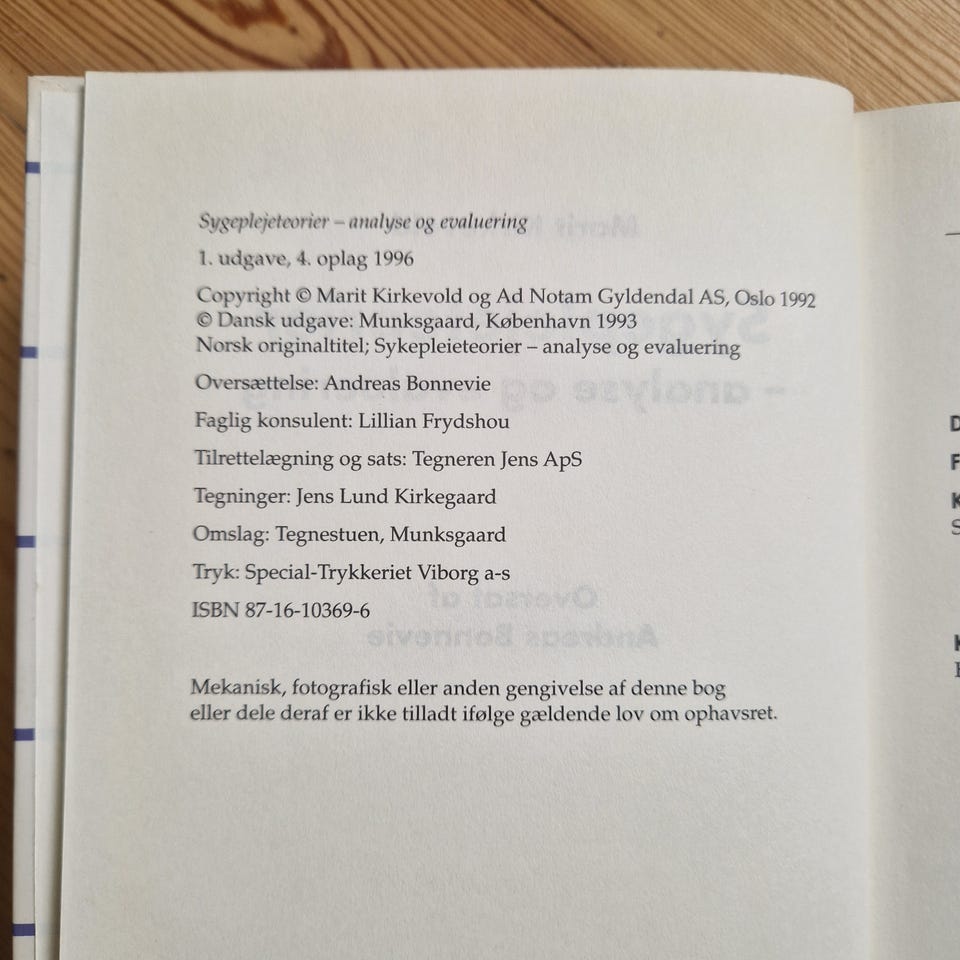 Sygeplejeteorier – analyse og evaluering
1. udgave, 4. oplag 1996
Copyright © Marit Kirkevold og Ad Notam Gyldendal AS, Oslo 1992
© Dansk udgave: Munksgaard, København 1993
Norsk originaltitel; Sykepleieteorier – analyse og evaluering
Oversættelse: Andreas Bonnevie
Faglig konsulent: Lillian Frydshou
Tilrettelægning og sats: Tegneren Jens ApS
Tegninger: Jens Lund Kirkegaard
Omslag: Tegnestuen, Munksgaard
Tryk: Special-Trykkeriet Viborg a-s
ISBN 87-16-10369-6
Mekanisk, fotografisk eller anden gengivelse af denne bog
eller dele deraf er ikke tilladt ifølge gældende lov om ophavsret.